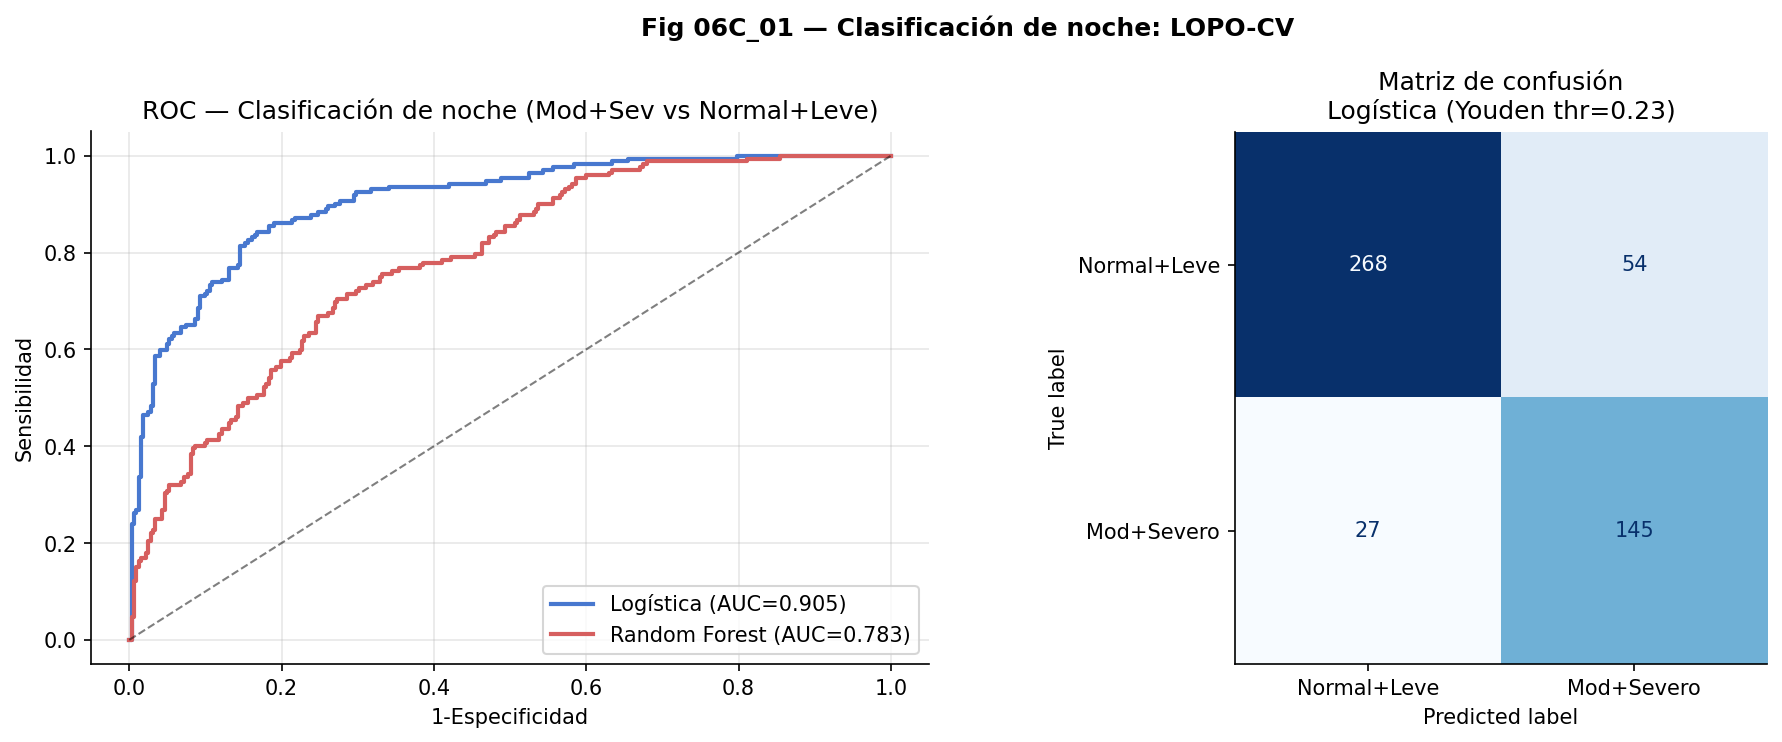 Fig 06C_01 — Clasificación de noche: LOPO-CV
ROC — Clasificación de noche (Mod+Sev vs Normal+Leve)
1.0
0.8
0.6
0.4
0.2
0.0
Sensibilidad
0.0 0.2 0.4 0.6 0.8 1.0
1-Especificidad
Logística (AUC=0.905)
Random Forest (AUC=0.783)
Matriz de confusión
Logística (Youden thr=0.23)
True label
Normal+Leve 268 54
Mod+Severo 27 145
Normal+Leve Mod+Severo
Predicted label